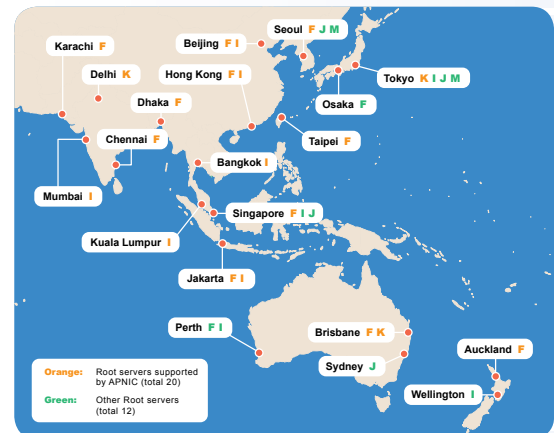 Seoul F J M
Beijing F I
Karachi F
Delhi K
Hong Kong F I
Tokyo K I J M
Dhaka F
Osaka F
Chennai F
Taipei F
Bangkok I
Mumbai I
Singapore F I J
Kuala Lumpur I
Jakarta F I
Perth F I
Brisbane F K
Auckland F
Sydney J
Wellington I
Orange: Root servers supported
by APNIC (total 20)
Green: Other Root servers
(total 12)